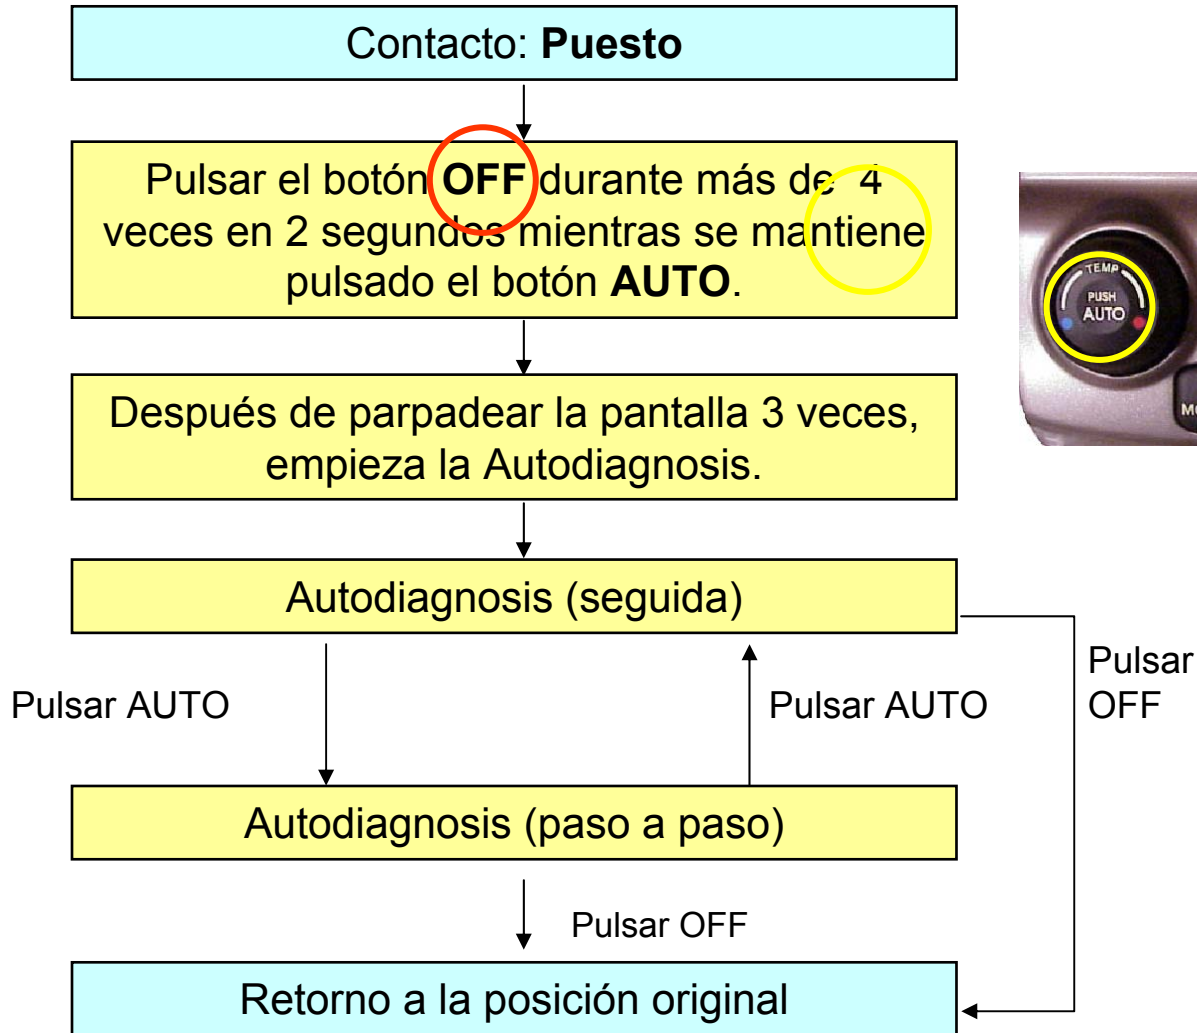 Contacto: Puesto
Pulsar el botón OFF durante más de 4
veces en 2 segundos mientras se mantiene
pulsado el botón AUTO.
TEMP
PUSH
AUTO
Después de parpadear la pantalla 3 veces,
empieza la Autodiagnosis.
Autodiagnosis (seguida)
Pulsar AUTO
Pulsar AUTO
Pulsar
OFF
Autodiagnosis (paso a paso)
Pulsar OFF
Retorno a la posición original